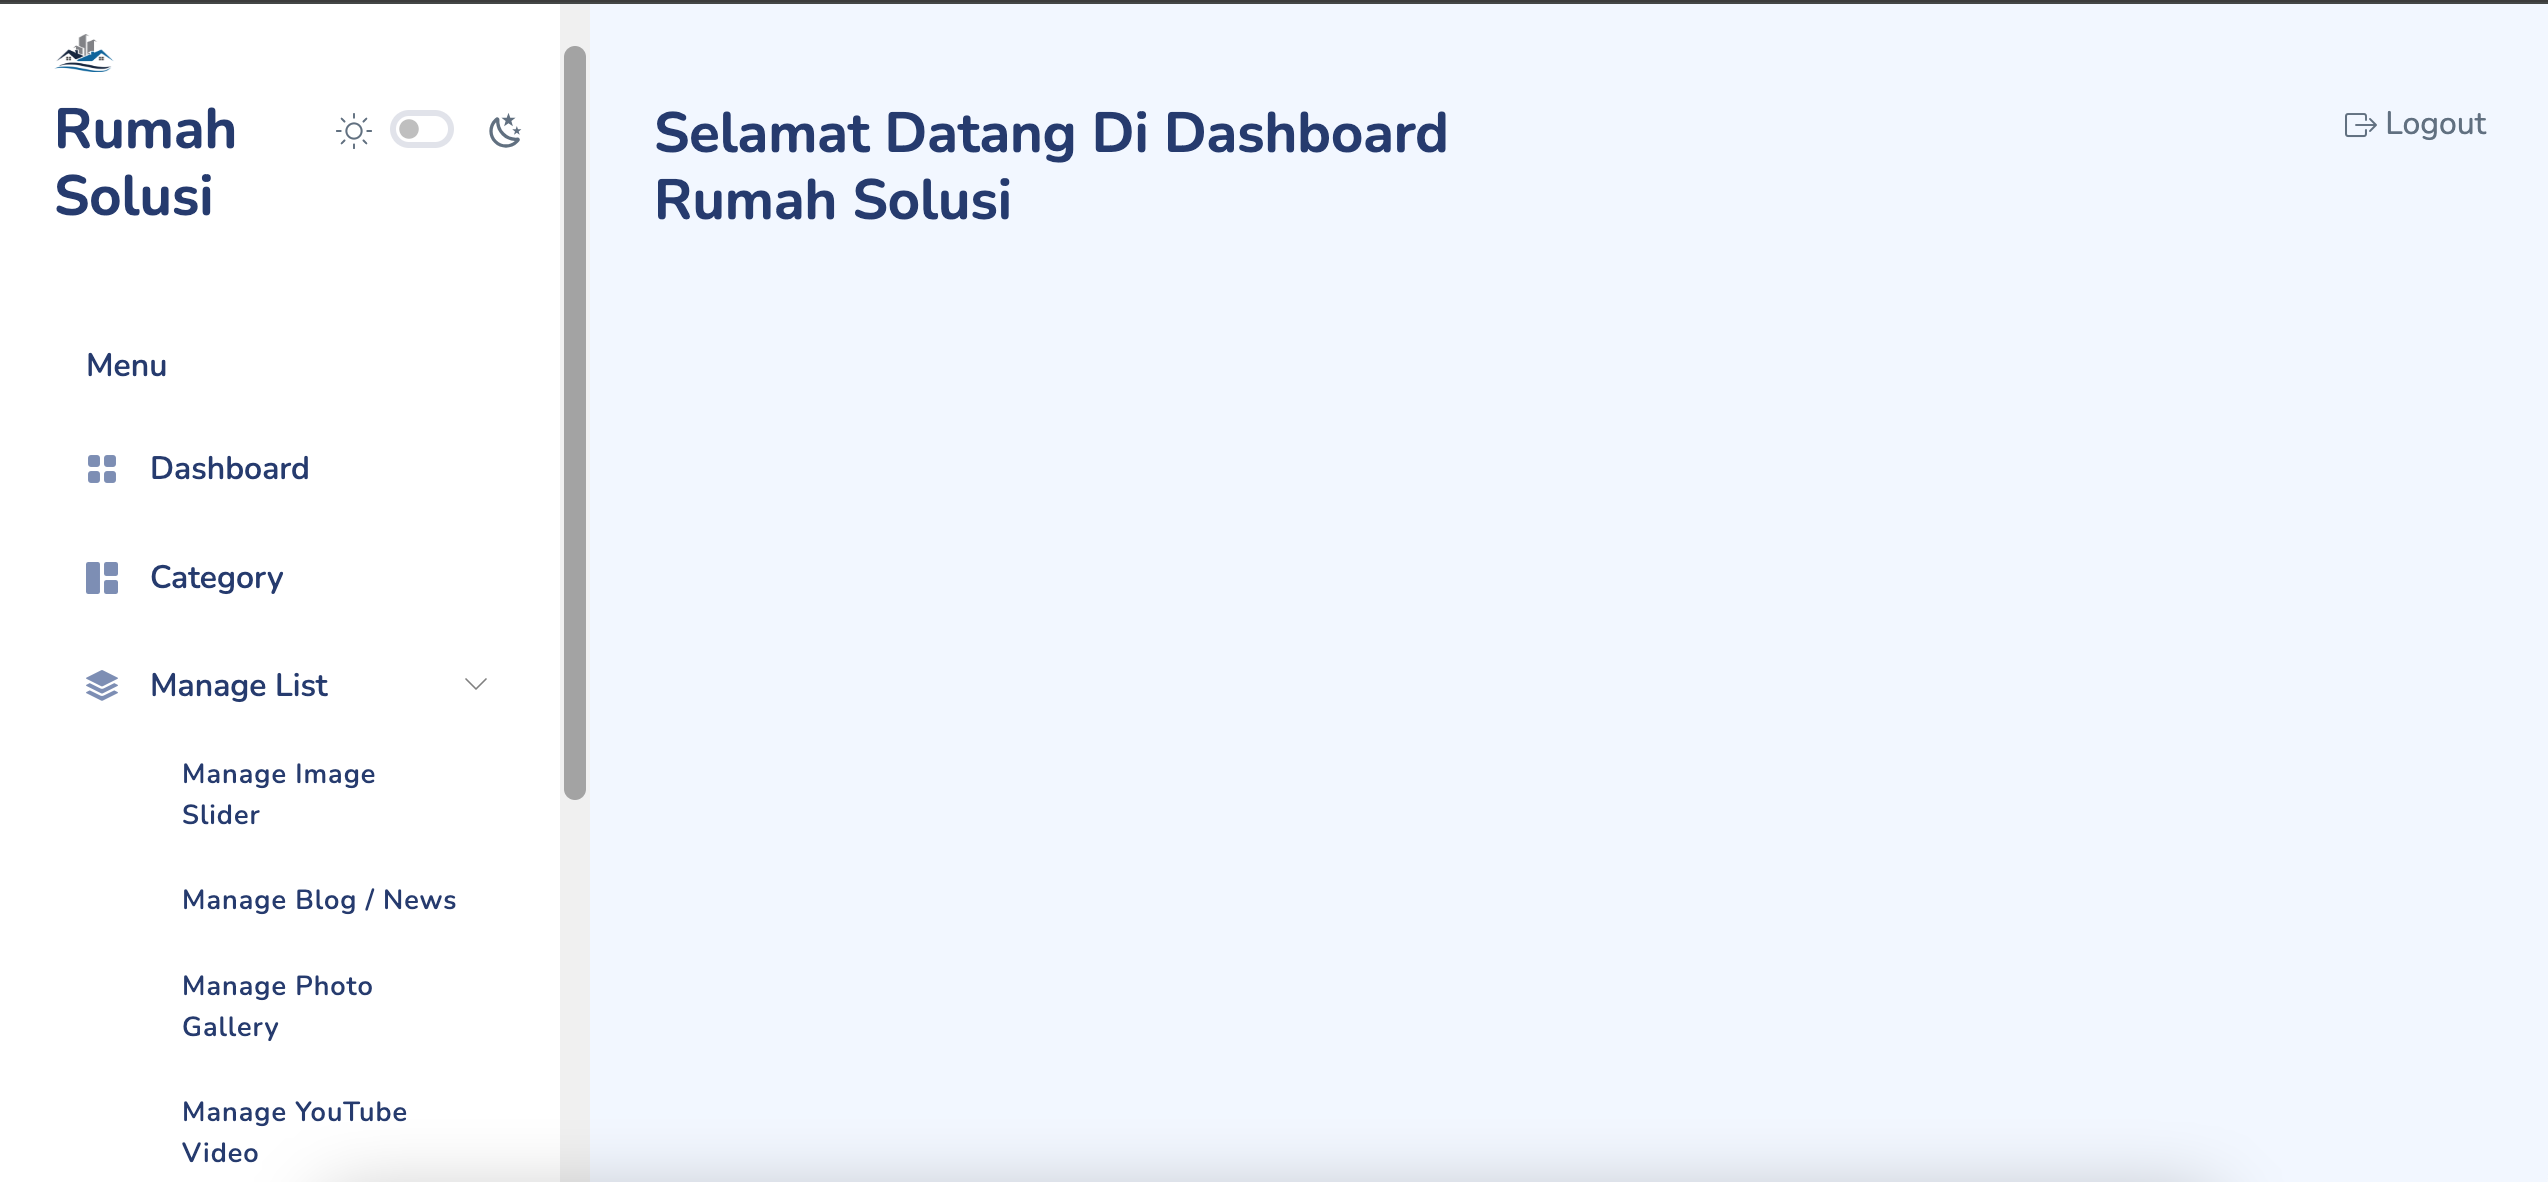 Rumah
Solusi
Menu
Dashboard
Category
Manage List
Manage Image
Slider
Manage Blog / News
Manage Photo
Gallery
Manage YouTube
Video
Selamat Datang Di Dashboard
Rumah Solusi
Logout